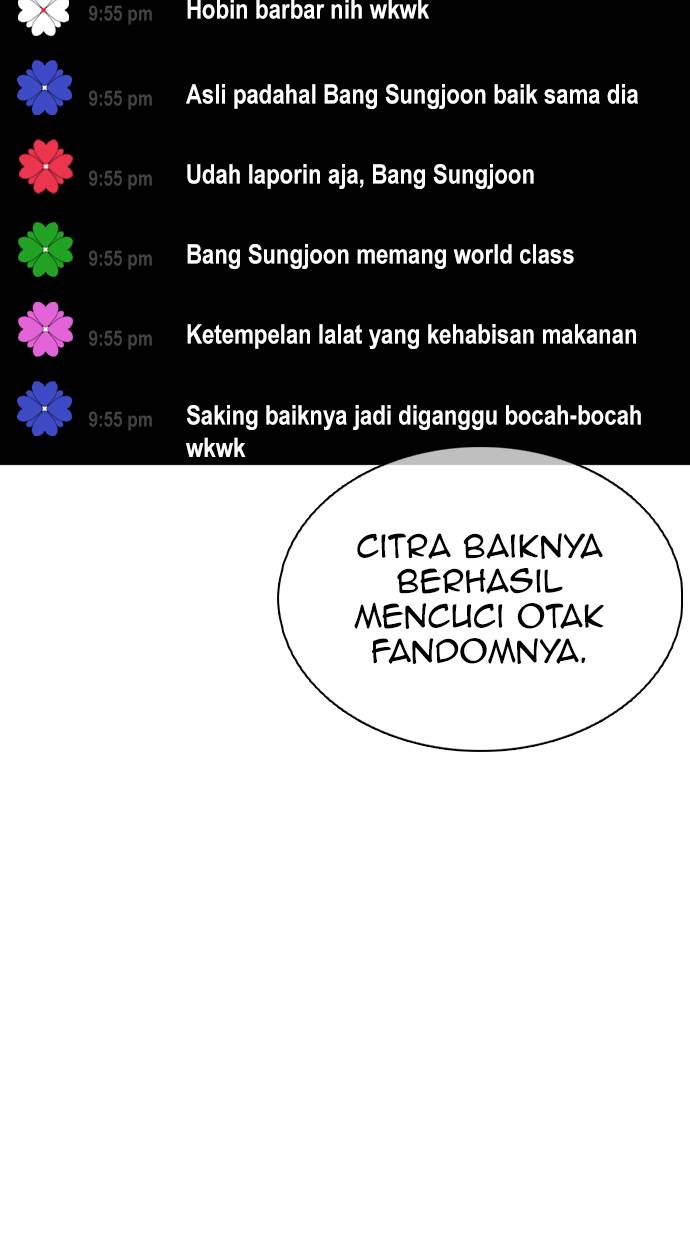 9:55 pm Hobin barbar nih wkwk
9:55 pm Asli padahal Bang Sungjoon baik sama dia
9:55 pm Udah laporin aja, Bang Sungjoon
9:55 pm Bang Sungjoon memang world class
9:55 pm Ketempelan lalat yang kehabisan makanan
9:55 pm Saking baiknya jadi diganggu bocah-bocah
wkwk
CITRA BAIKNYA
BERHASIL
MENCUCI OTAK
FANDOMNYA.